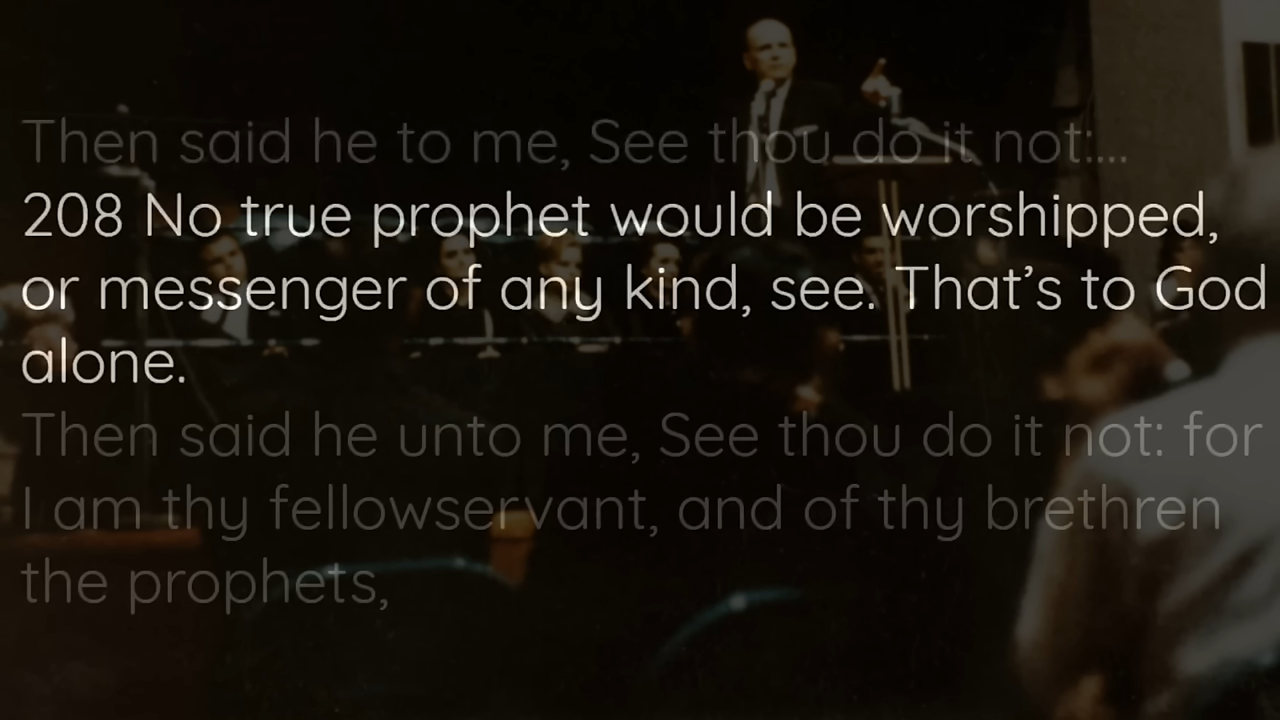 Then said he to me, See thou do it not:...
208 No true prophet would be worshipped,
or messenger of any kind, see. That’s to God
alone.
Then said he unto me, See thou do it not: for
I am thy fellowservant, and of thy brethren
the prophets,